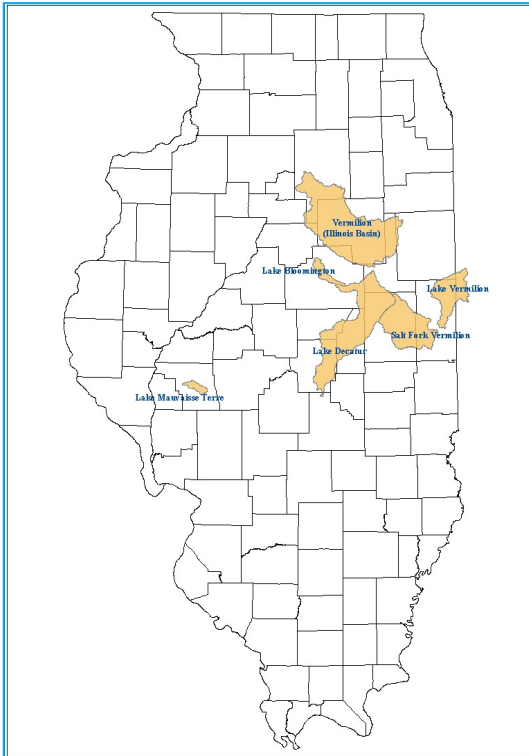 Vermilion
(Illinois Basin)
Lake Bloomington
Lake Vermilion
Salt Fork Vermilion
Lake Decatur
Lake Mauvaisse Terre